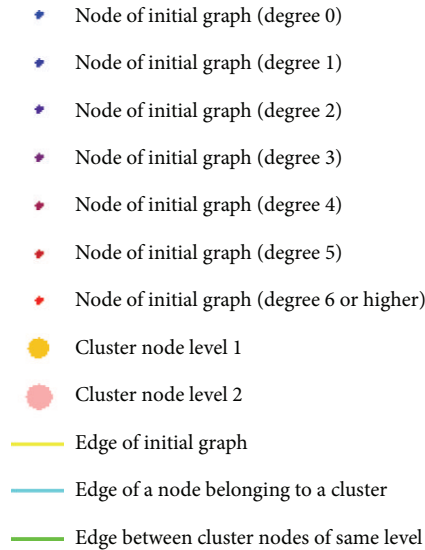 Node of initial graph (degree 0)
Node of initial graph (degree 1)
Node of initial graph (degree 2)
Node of initial graph (degree 3)
Node of initial graph (degree 4)
Node of initial graph (degree 5)
Node of initial graph (degree 6 or higher)
Cluster node level 1
Cluster node level 2
Edge of initial graph
Edge of a node belonging to a cluster
Edge between cluster nodes of same level